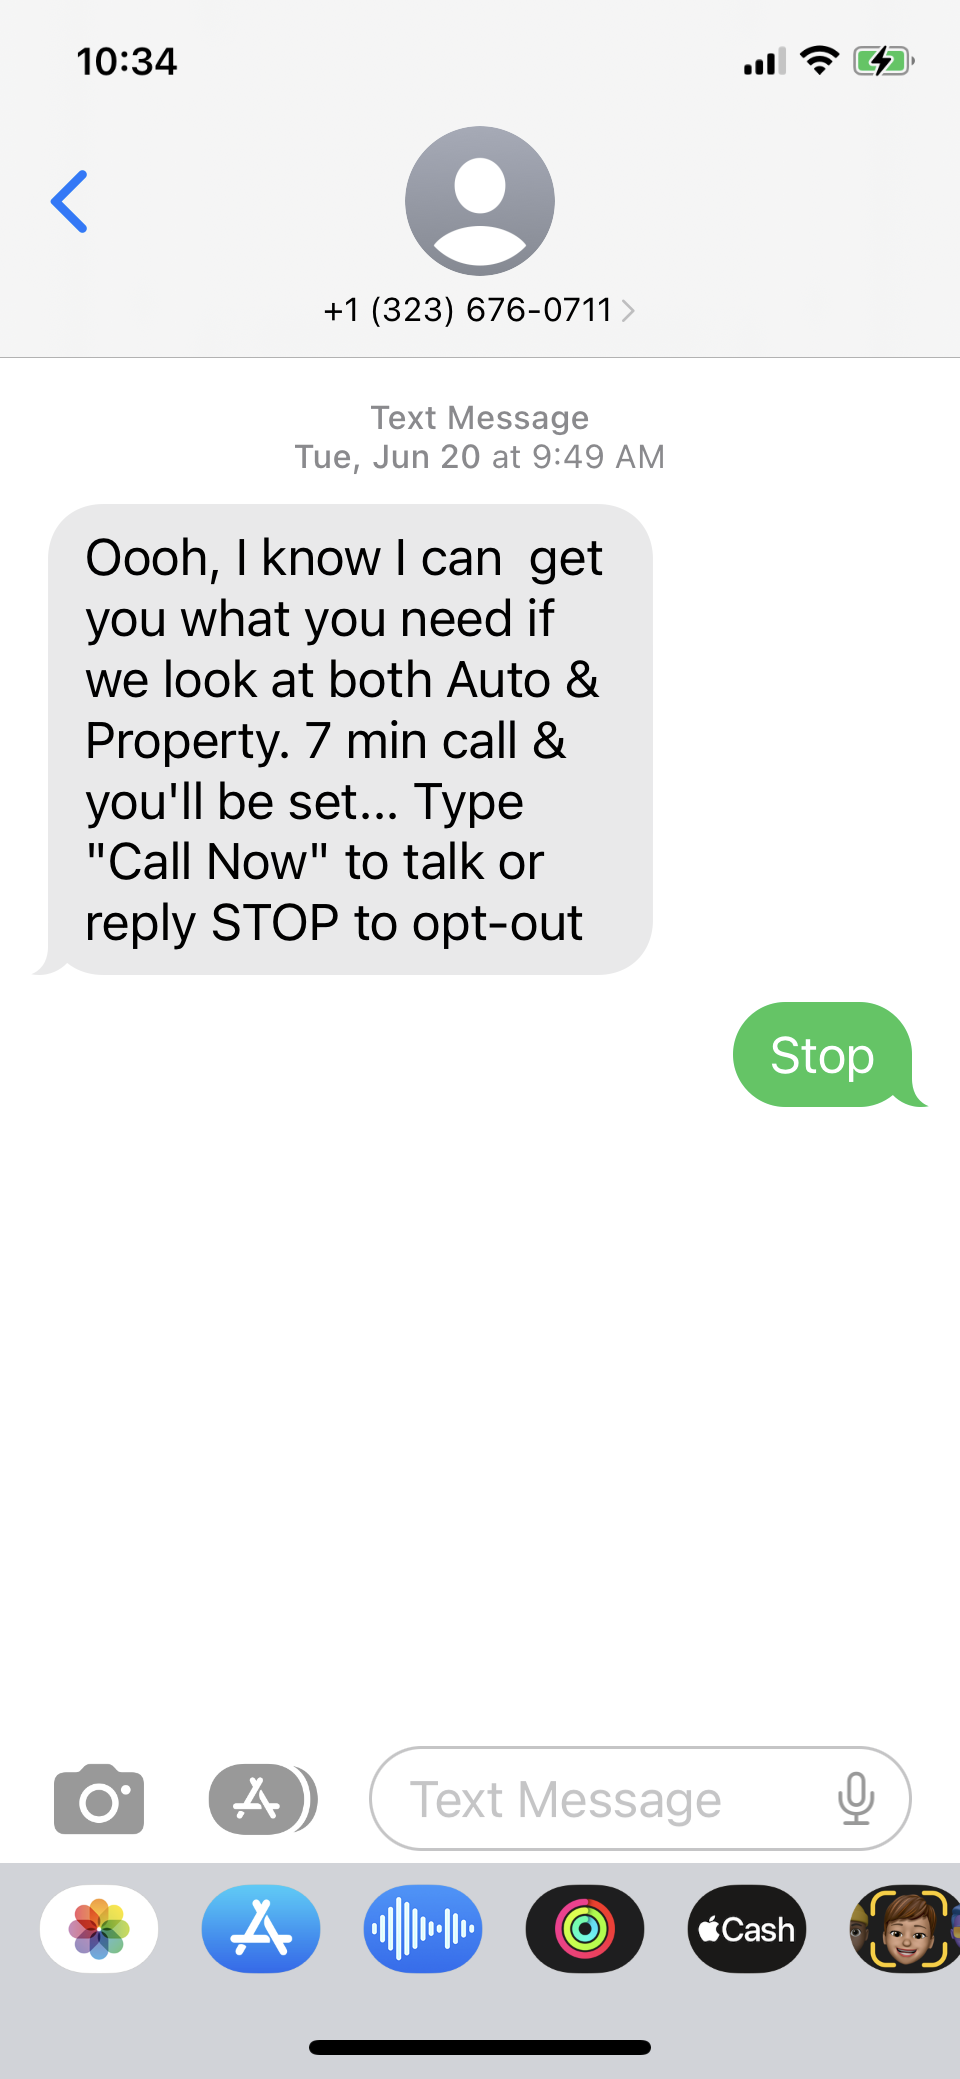 10:34
+1 (323) 676-0711
Text Message
Tue, Jun 20 at 9:49 AM
Oooh, I know I can  get
you what you need if
we look at both Auto &
Property. 7 min call &
you'll be set... Type
"Call Now" to talk or
reply STOP to opt-out
Stop
Text Message
Cash